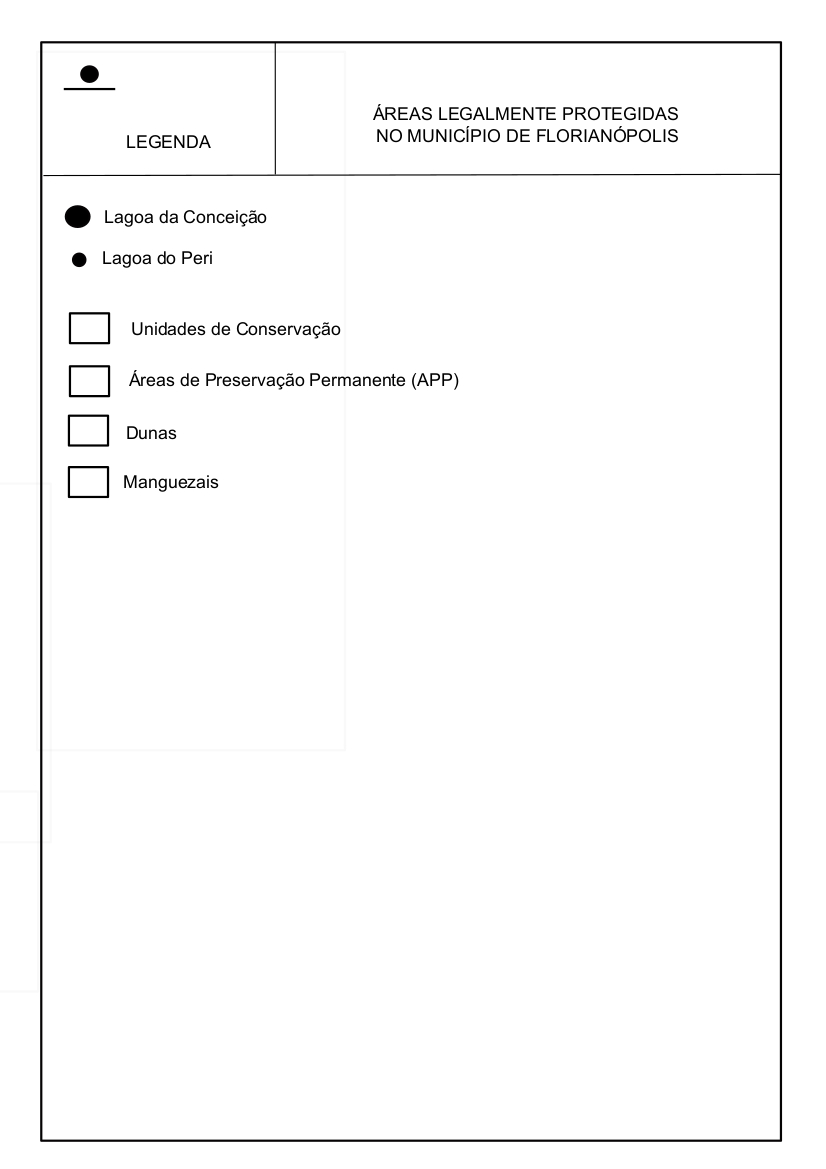 LEGENDA
ÁREAS LEGALMENTE PROTEGIDAS
NO MUNICÍPIO DE FLORIANÓPOLIS
Lagoa da Conceição
Lagoa do Peri
Unidades de Conservação
Áreas de Preservação Permanente (APP)
Dunas
Manguezais